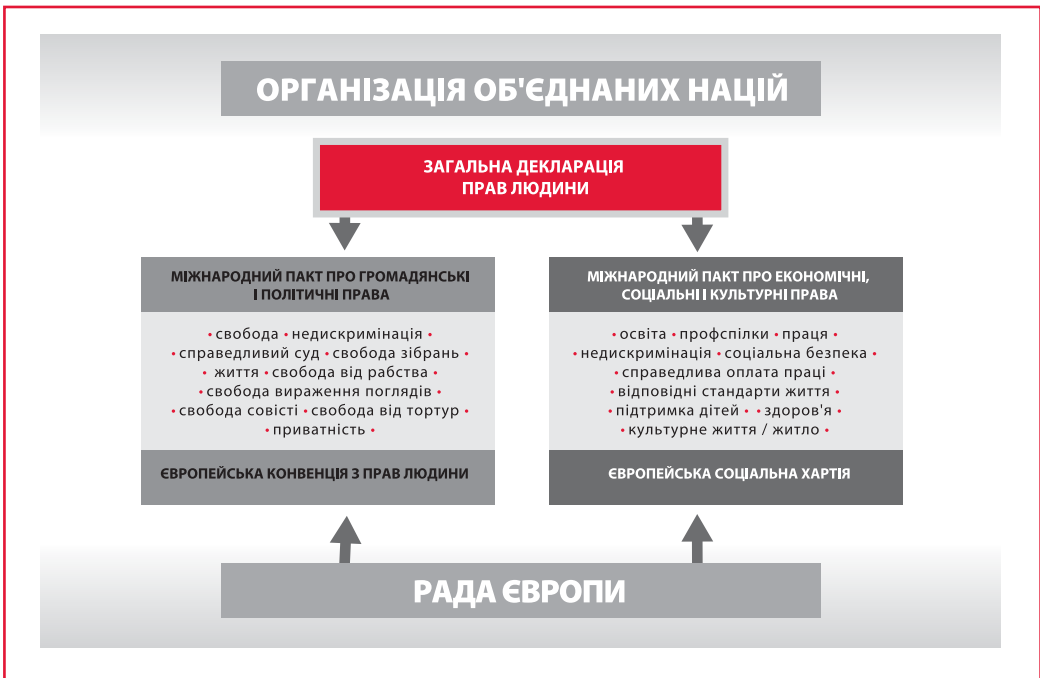 ОРГАНІЗАЦІЯ ОБ'ЄДНАНИХ НАЦІЙ
ЗАГАЛЬНА ДЕКЛАРАЦІЯ
ПРАВ ЛЮДИНИ
МІЖНАРОДНИЙ ПАКТ ПРО ГРОМАДЯНСЬКІ
І ПОЛІТИЧНІ ПРАВА
• свобода • недискримінація •
• справедливий суд • свобода зібрань •
• життя • свобода від рабства •
• свобода вираження поглядів •
• свобода совісті • свобода від тортур •
• приватність •
ЄВРОПЕЙСЬКА КОНВЕНЦІЯ З ПРАВ ЛЮДИНИ
МІЖНАРОДНИЙ ПАКТ ПРО ЕКОНОМІЧНІ,
СОЦІАЛЬНІ І КУЛЬТУРНІ ПРАВА
• освіта • профспілки • праця •
• недискримінація • соціальна безпека •
• справедлива оплата праці •
• відповідні стандарти життя •
• підтримка дітей • • здоров'я •
• культурне життя / житло •
ЄВРОПЕЙСЬКА СОЦІАЛЬНА ХАРТІЯ
РАДА ЄВРОПИ